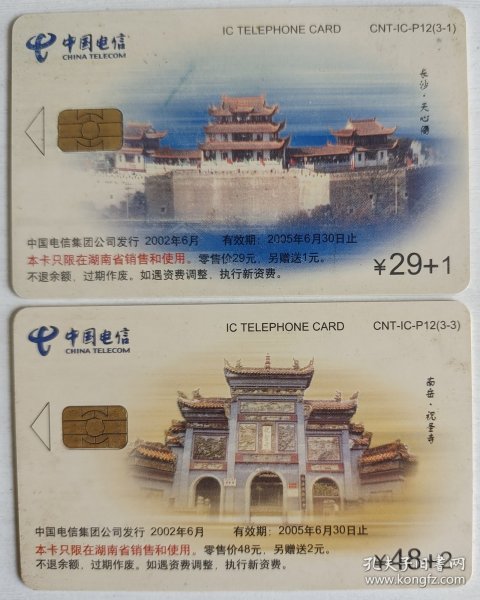 中国电信
CHINA TELECOM
IC TELEPHONE CARD
CNT-IC-P12(3-1)
长沙·天心阁
中国电信集团公司发行 2002年6月 有效期：2005年6月30日止
本卡只限在湖南省销售和使用。零售价29元，另赠送1元。
不退余额，过期作废。如遇资费调整，执行新资费。
¥29+1
中国电信
CHINA TELECOM
IC TELEPHONE CARD
CNT-IC-P12(3-3)
南岳·祝圣寺
中国电信集团公司发行 2002年6月 有效期：2005年6月30日止
本卡只限在湖南省销售和使用。零售价48元，另赠送2元。
不退余额，过期作废。如遇资费调整，执行新资费。
¥48+2
孔夫子旧书网
www.kongfz.com